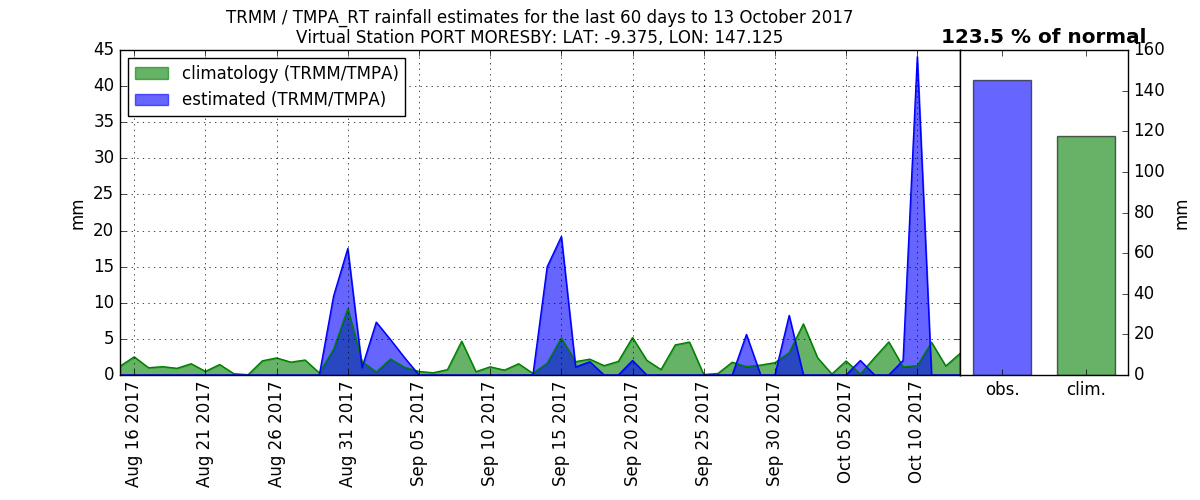 TRMM / TMPA_RT rainfall estimates for the last 60 days to 13 October 2017
Virtual Station PORT MORESBY: LAT: -9.375, LON: 147.125
123.5 % of normal
climatology (TRMM/TMPA)
estimated (TRMM/TMPA)
45
40
35
30
25
20
15
10
5
0
mm
Aug 16 2017
Aug 21 2017
Aug 26 2017
Aug 31 2017
Sep 05 2017
Sep 10 2017
Sep 15 2017
Sep 20 2017
Sep 25 2017
Sep 30 2017
Oct 05 2017
Oct 10 2017
160
140
120
100
80
60
40
20
0
mm
obs.
clim.